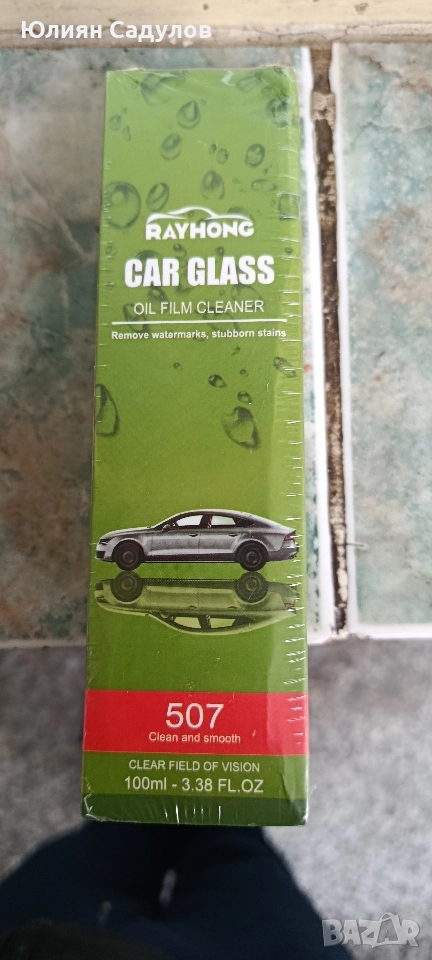 Юлиян Садулов
RAYHONG
CAR GLASS
OIL FILM CLEANER
Remove watermarks, stubborn stains
507
Clean and smooth
CLEAR FIELD OF VISION
100ml - 3.38 FL.OZ
BAZAR